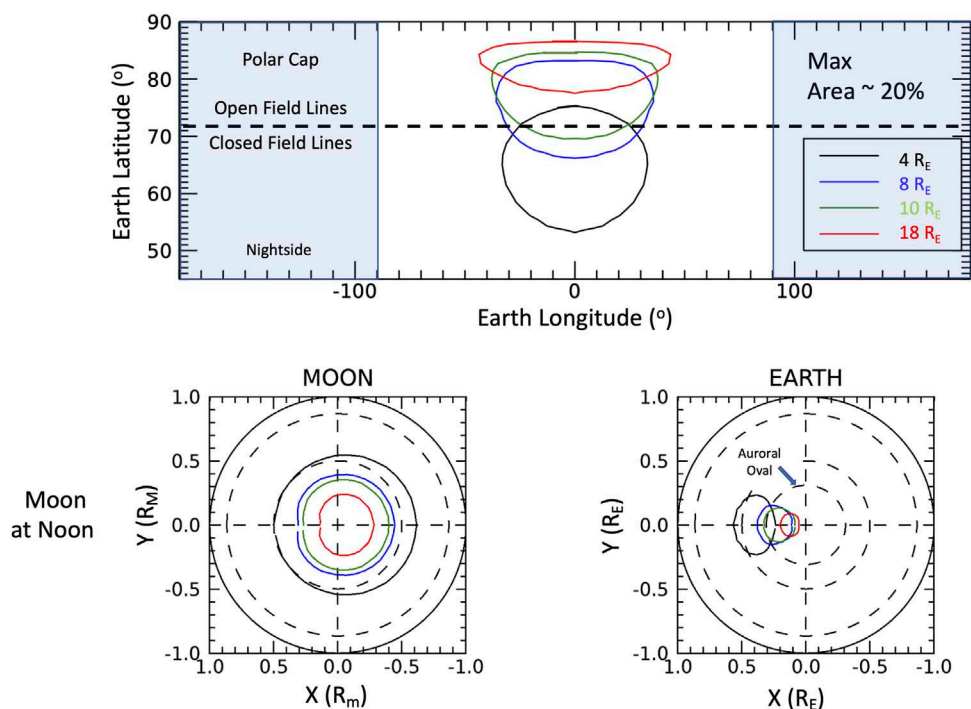 90
80
70
60
50
Earth Latitude (o)
Polar Cap
Open Field Lines
Closed Field Lines
Nightside
Max
Area ~ 20%
4 RE
8 RE
10 RE
18 RE
-100
0
100
Earth Longitude (o)
Moon
at Noon
MOON
1.0
0.5
0.0
-0.5
-1.0
Y (RM)
1.0
0.5
0.0
-0.5
-1.0
X (Rm)
EARTH
1.0
0.5
0.0
-0.5
-1.0
Y (RE)
Auroral
Oval
1.0
0.5
0.0
-0.5
-1.0
X (RE)